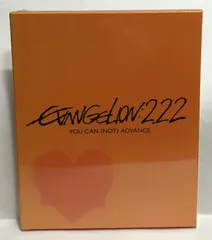 EVANGELION:2.22
YOU CAN (NOT) ADVANCE.